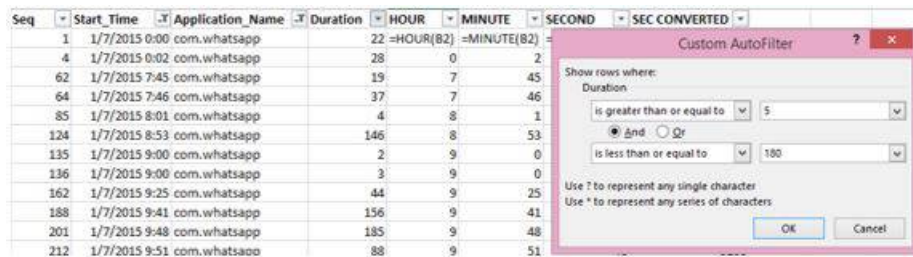 Seq Start_Time Application_Name Duration HOUR MINUTE SECOND SEC CONVERTED
1 1/7/2015 0:00 com.whatsapp 22 =HOUR(B2) =MINUTE(B2) =
4 1/7/2015 0:02 com.whatsapp 28 0 2
62 1/7/2015 7:45 com.whatsapp 19 7 45
64 1/7/2015 7:46 com.whatsapp 37 7 46
85 1/7/2015 8:01 com.whatsapp 4 8 1
124 1/7/2015 8:53 com.whatsapp 146 8 53
135 1/7/2015 9:00 com.whatsapp 2 9 0
136 1/7/2015 9:00 com.whatsapp 3 9 0
162 1/7/2015 9:25 com.whatsapp 44 9 25
188 1/7/2015 9:41 com.whatsapp 156 9 41
201 1/7/2015 9:48 com.whatsapp 185 9 48
212 1/7/2015 9:51 com.whatsapp 88 9 51
Custom AutoFilter ? ×
Show rows where:
Duration
is greater than or equal to 5
And Or
is less than or equal to 180
Use ? to represent any single character
Use * to represent any series of characters
OK Cancel